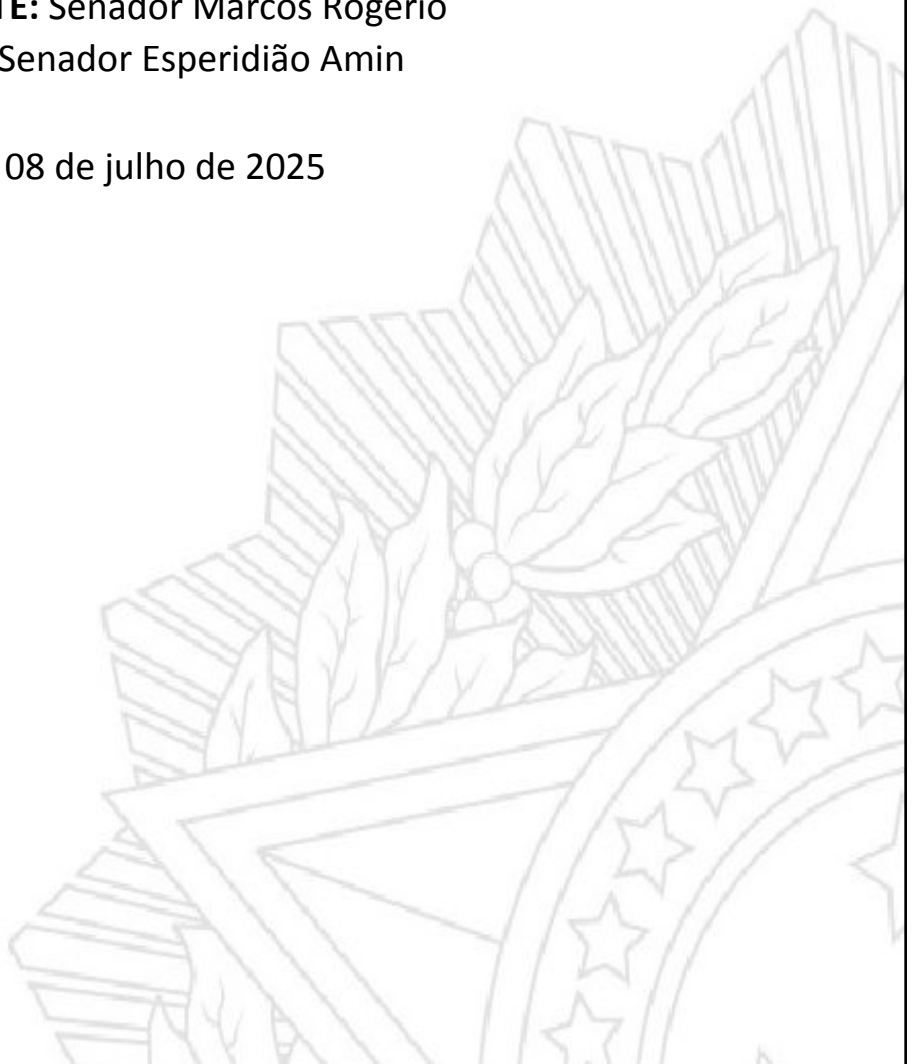 TE: Senador Marcos Rogério
Senador Esperidião Amin
08 de julho de 2025